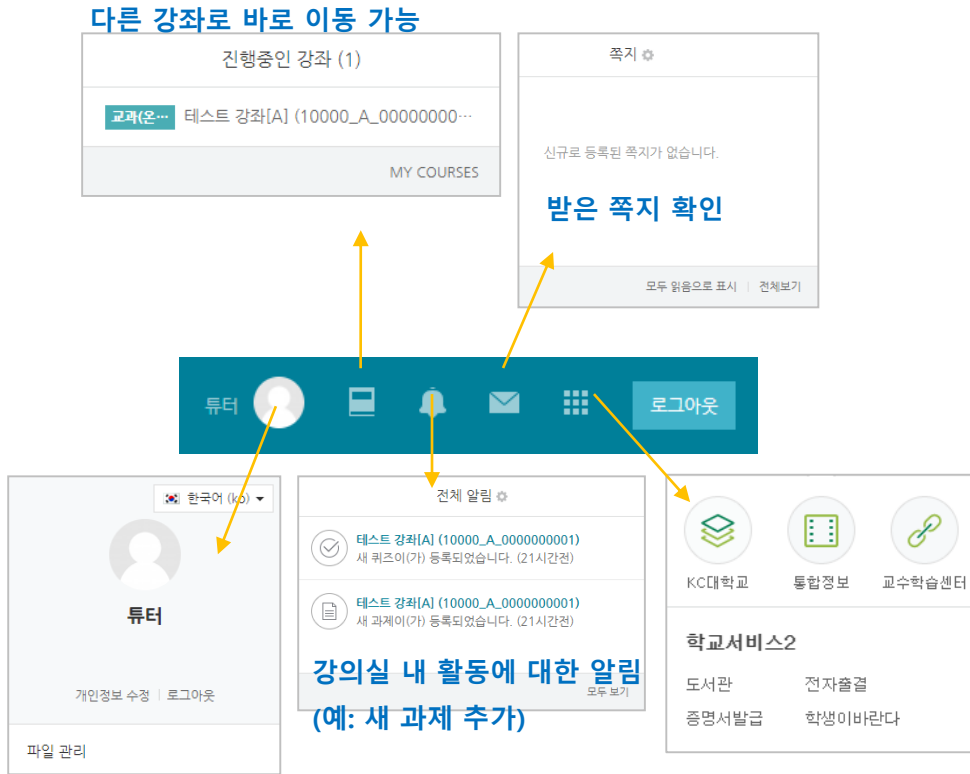 다른 강좌로 바로 이동 가능
진행중인 강좌 (1)
교과(온… 테스트 강좌[A] (10000_A_00000000…
MY COURSES
쪽지
신규로 등록된 쪽지가 없습니다.
받은 쪽지 확인
모두 읽음으로 표시 | 전체보기
튜터
로그아웃
한국어 (ko)
튜터
개인정보 수정 | 로그아웃
파일 관리
전체 알림
테스트 강좌[A] (10000_A_0000000001)
새 퀴즈이(가) 등록되었습니다. (21시간전)
테스트 강좌[A] (10000_A_0000000001)
새 과제이(가) 등록되었습니다. (21시간전)
강의실 내 활동에 대한 알림
모두 보기
(예: 새 과제 추가)
KC대학교 통합정보 교수학습센터
학교서비스2
도서관 전자출결
증명서발급 학생이바란다